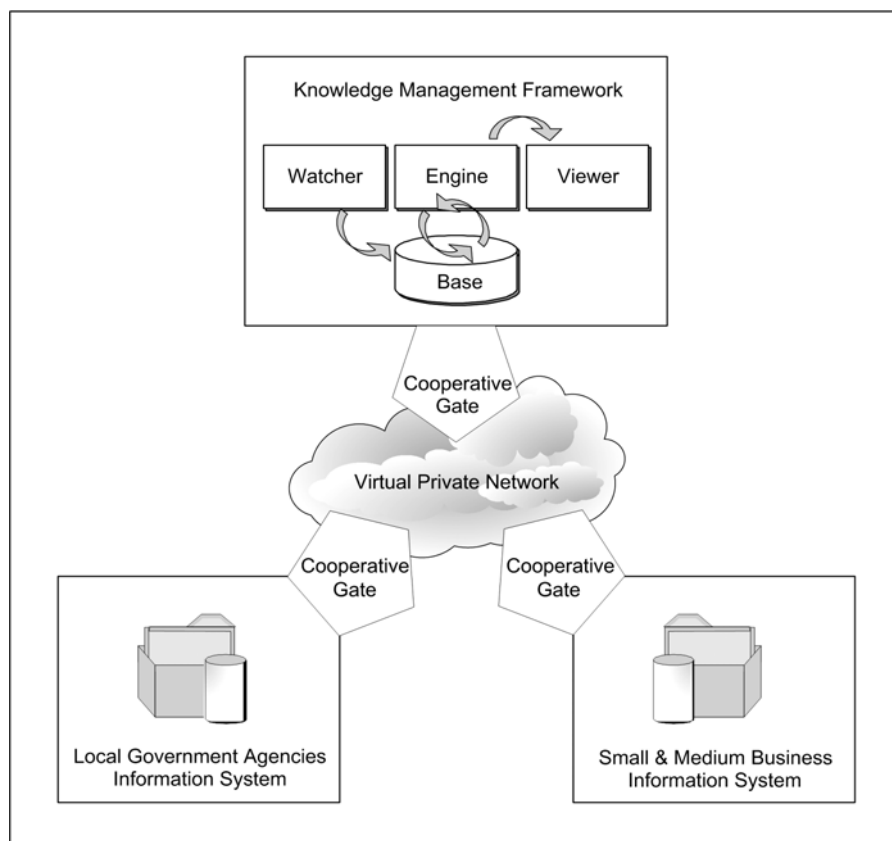 Knowledge Management Framework
Watcher
Engine
Viewer
Base
Cooperative
Gate
Virtual Private Network
Cooperative
Gate
Cooperative
Gate
Local Government Agencies
Information System
Small & Medium Business
Information System